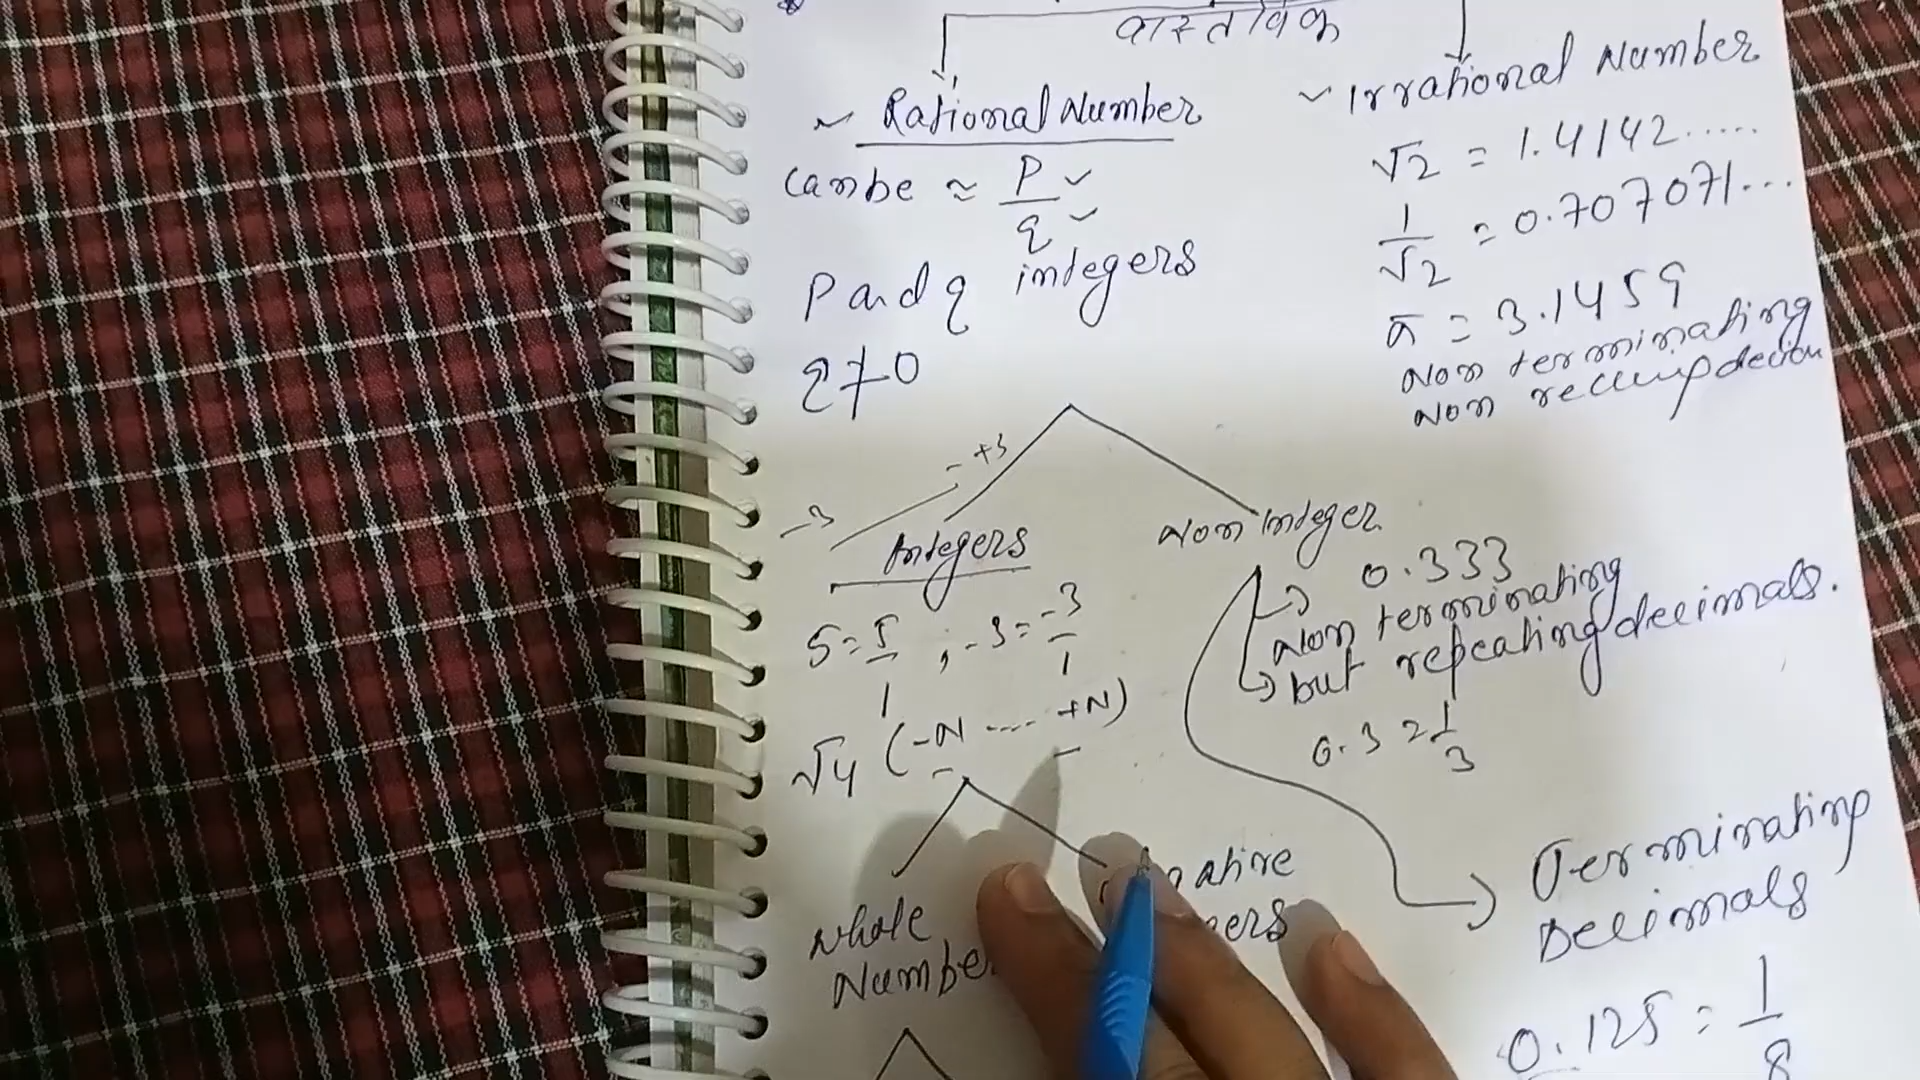 वास्तविक
Rational Number
can be ≈ P/q
P and q integers
q ≠ 0
Irrational Number
√2 = 1.4142.....
1/√2 = 0.707071...
π = 3.1459
Non terminating
Non
- +3
-3
Integers
5 = 5/1 , -3 = -3/1
√4 (-N .... +N)
Whole
Number
Non Integer
0.333
Non terminating
but repeating decimals.
0.3 = 1/3
Terminating
Decimals
0.125 = 1/8